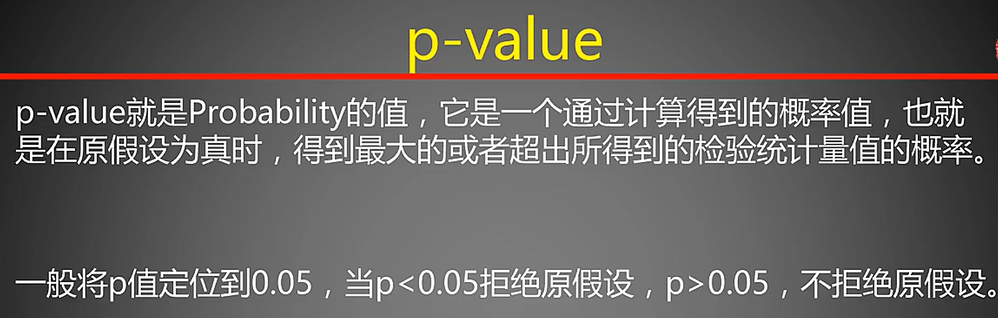 p-value
p-value就是Probability的值，它是一个通过计算得到的概率值，也就
是在原假设为真时，得到最大的或者超出所得到的检验统计量值的概率。
一般将p值定位到0.05，当p<0.05拒绝原假设，p>0.05，不拒绝原假设。